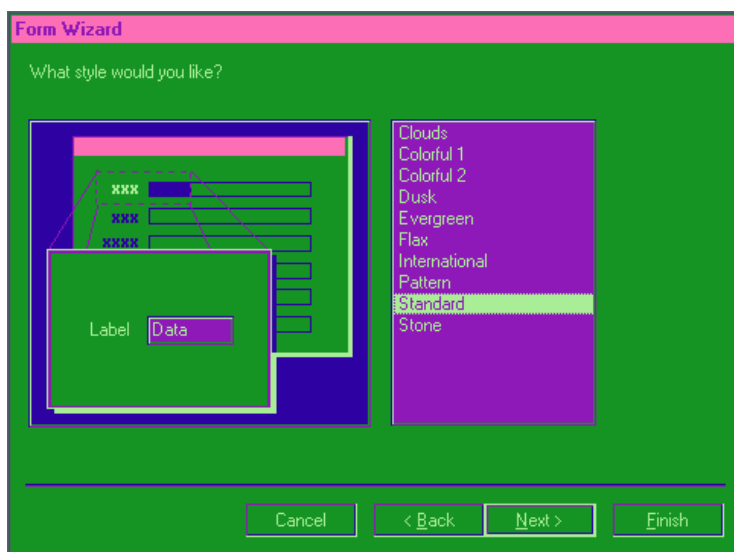 Form Wizard
What style would you like?
xxx
xxx
xxxx
Label Data
Clouds
Colorful 1
Colorful 2
Dusk
Evergreen
Flax
International
Pattern
Standard
Stone
Cancel < Back Next > Finish